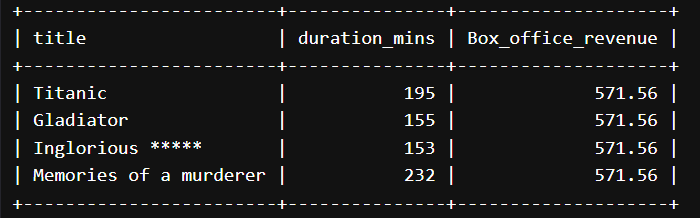 +------------------------+---------------+--------------------+
| title                  | duration_mins | Box_office_revenue |
+------------------------+---------------+--------------------+
| Titanic                |           195 |             571.56 |
| Gladiator              |           155 |             571.56 |
| Inglorious *****       |           153 |             571.56 |
| Memories of a murderer |           232 |             571.56 |
+------------------------+---------------+--------------------+